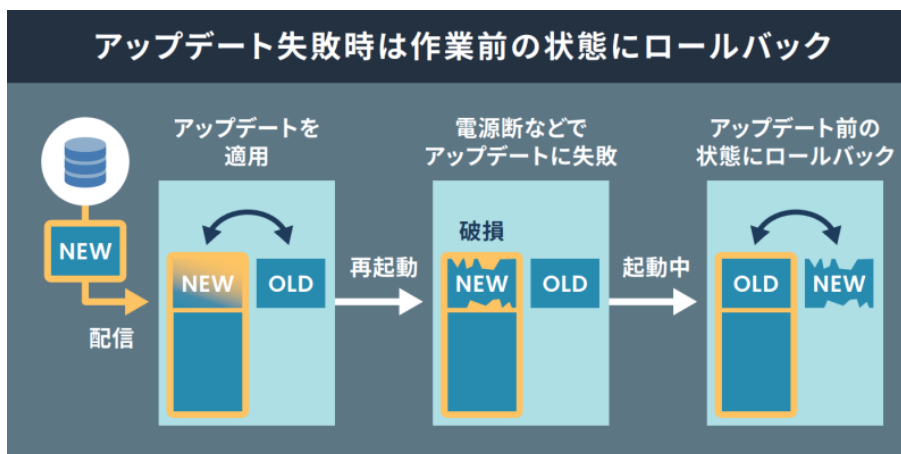 アップデート失敗時は作業前の状態にロールバック
アップデートを
適用
電源断などで
アップデートに失敗
アップデート前の
状態にロールバック
NEW
配信
NEW
OLD
再起動
破損
NEW
OLD
起動中
OLD
NEW